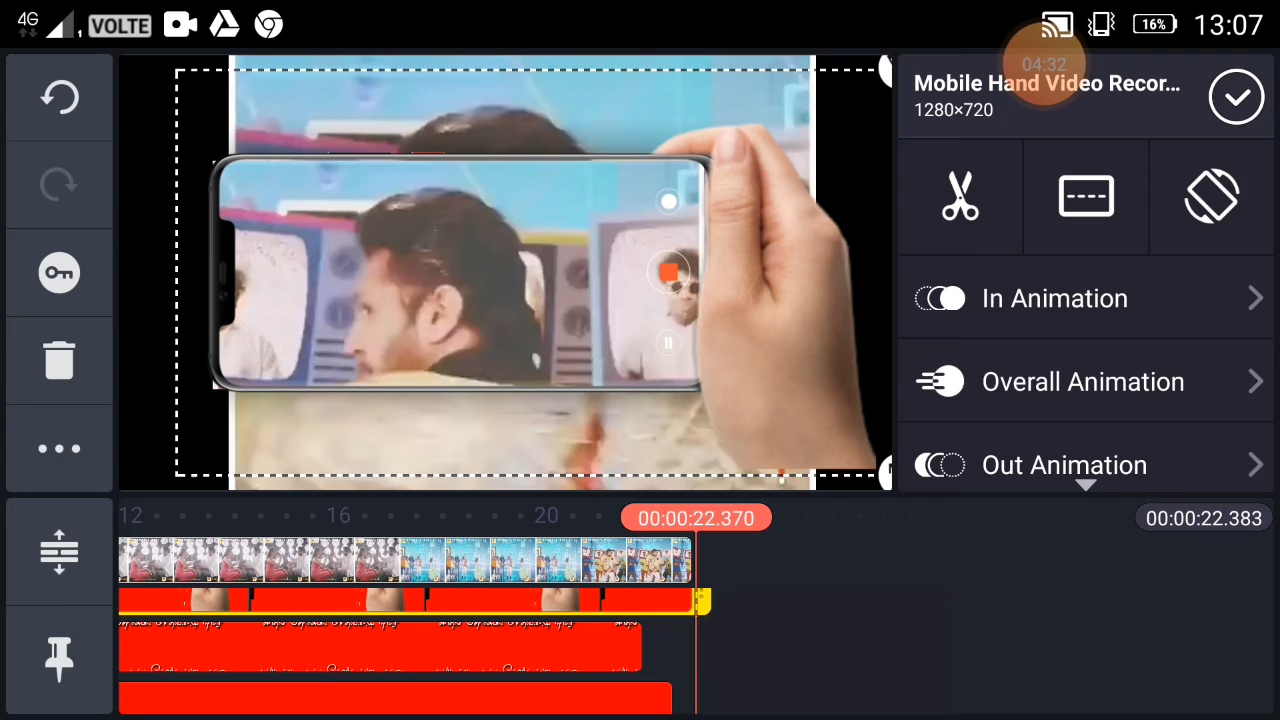 4G VOLTE 16% 13:07
04:32
Mobile Hand Video Recor...
1280×720
In Animation
Overall Animation
Out Animation
12 16 20 00:00:22.370 00:00:22.383